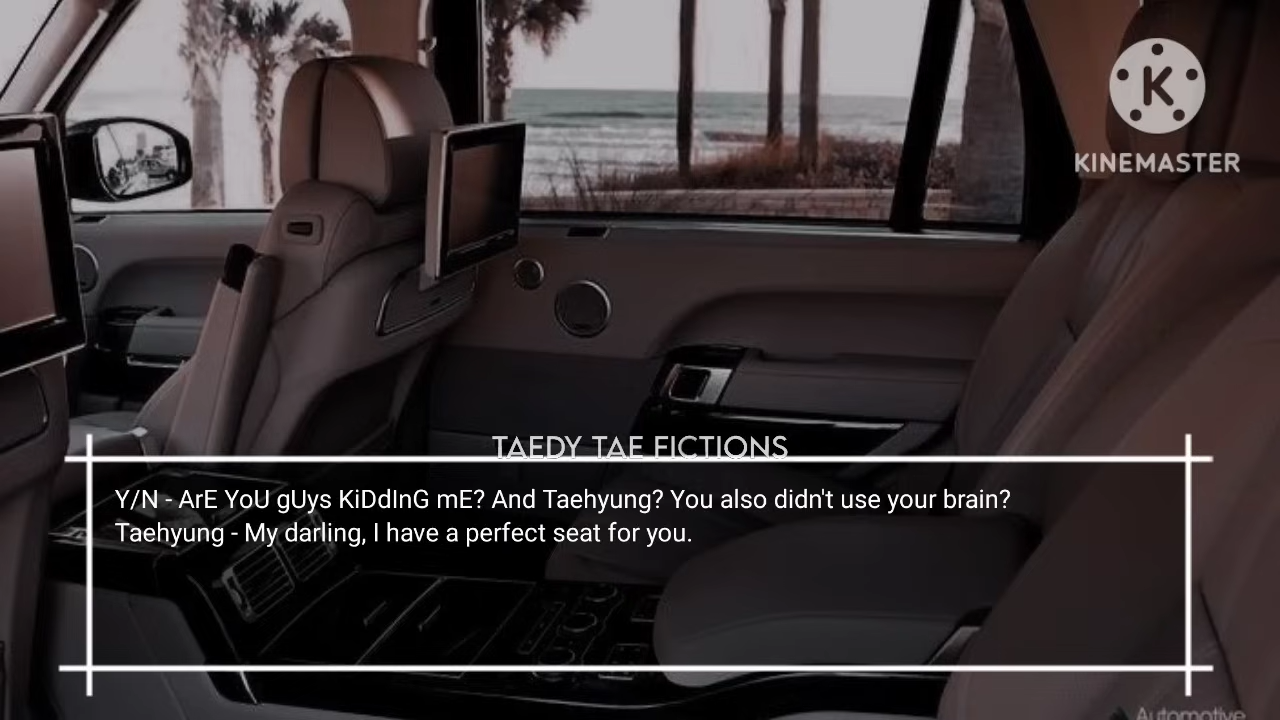 K
KINEMASTER
TAEDY TAE FICTIONS
Y/N - ArE YoU gUys KiDdInG mE? And Taehyung? You also didn't use your brain?
Taehyung - My darling, I have a perfect seat for you.
Automotive